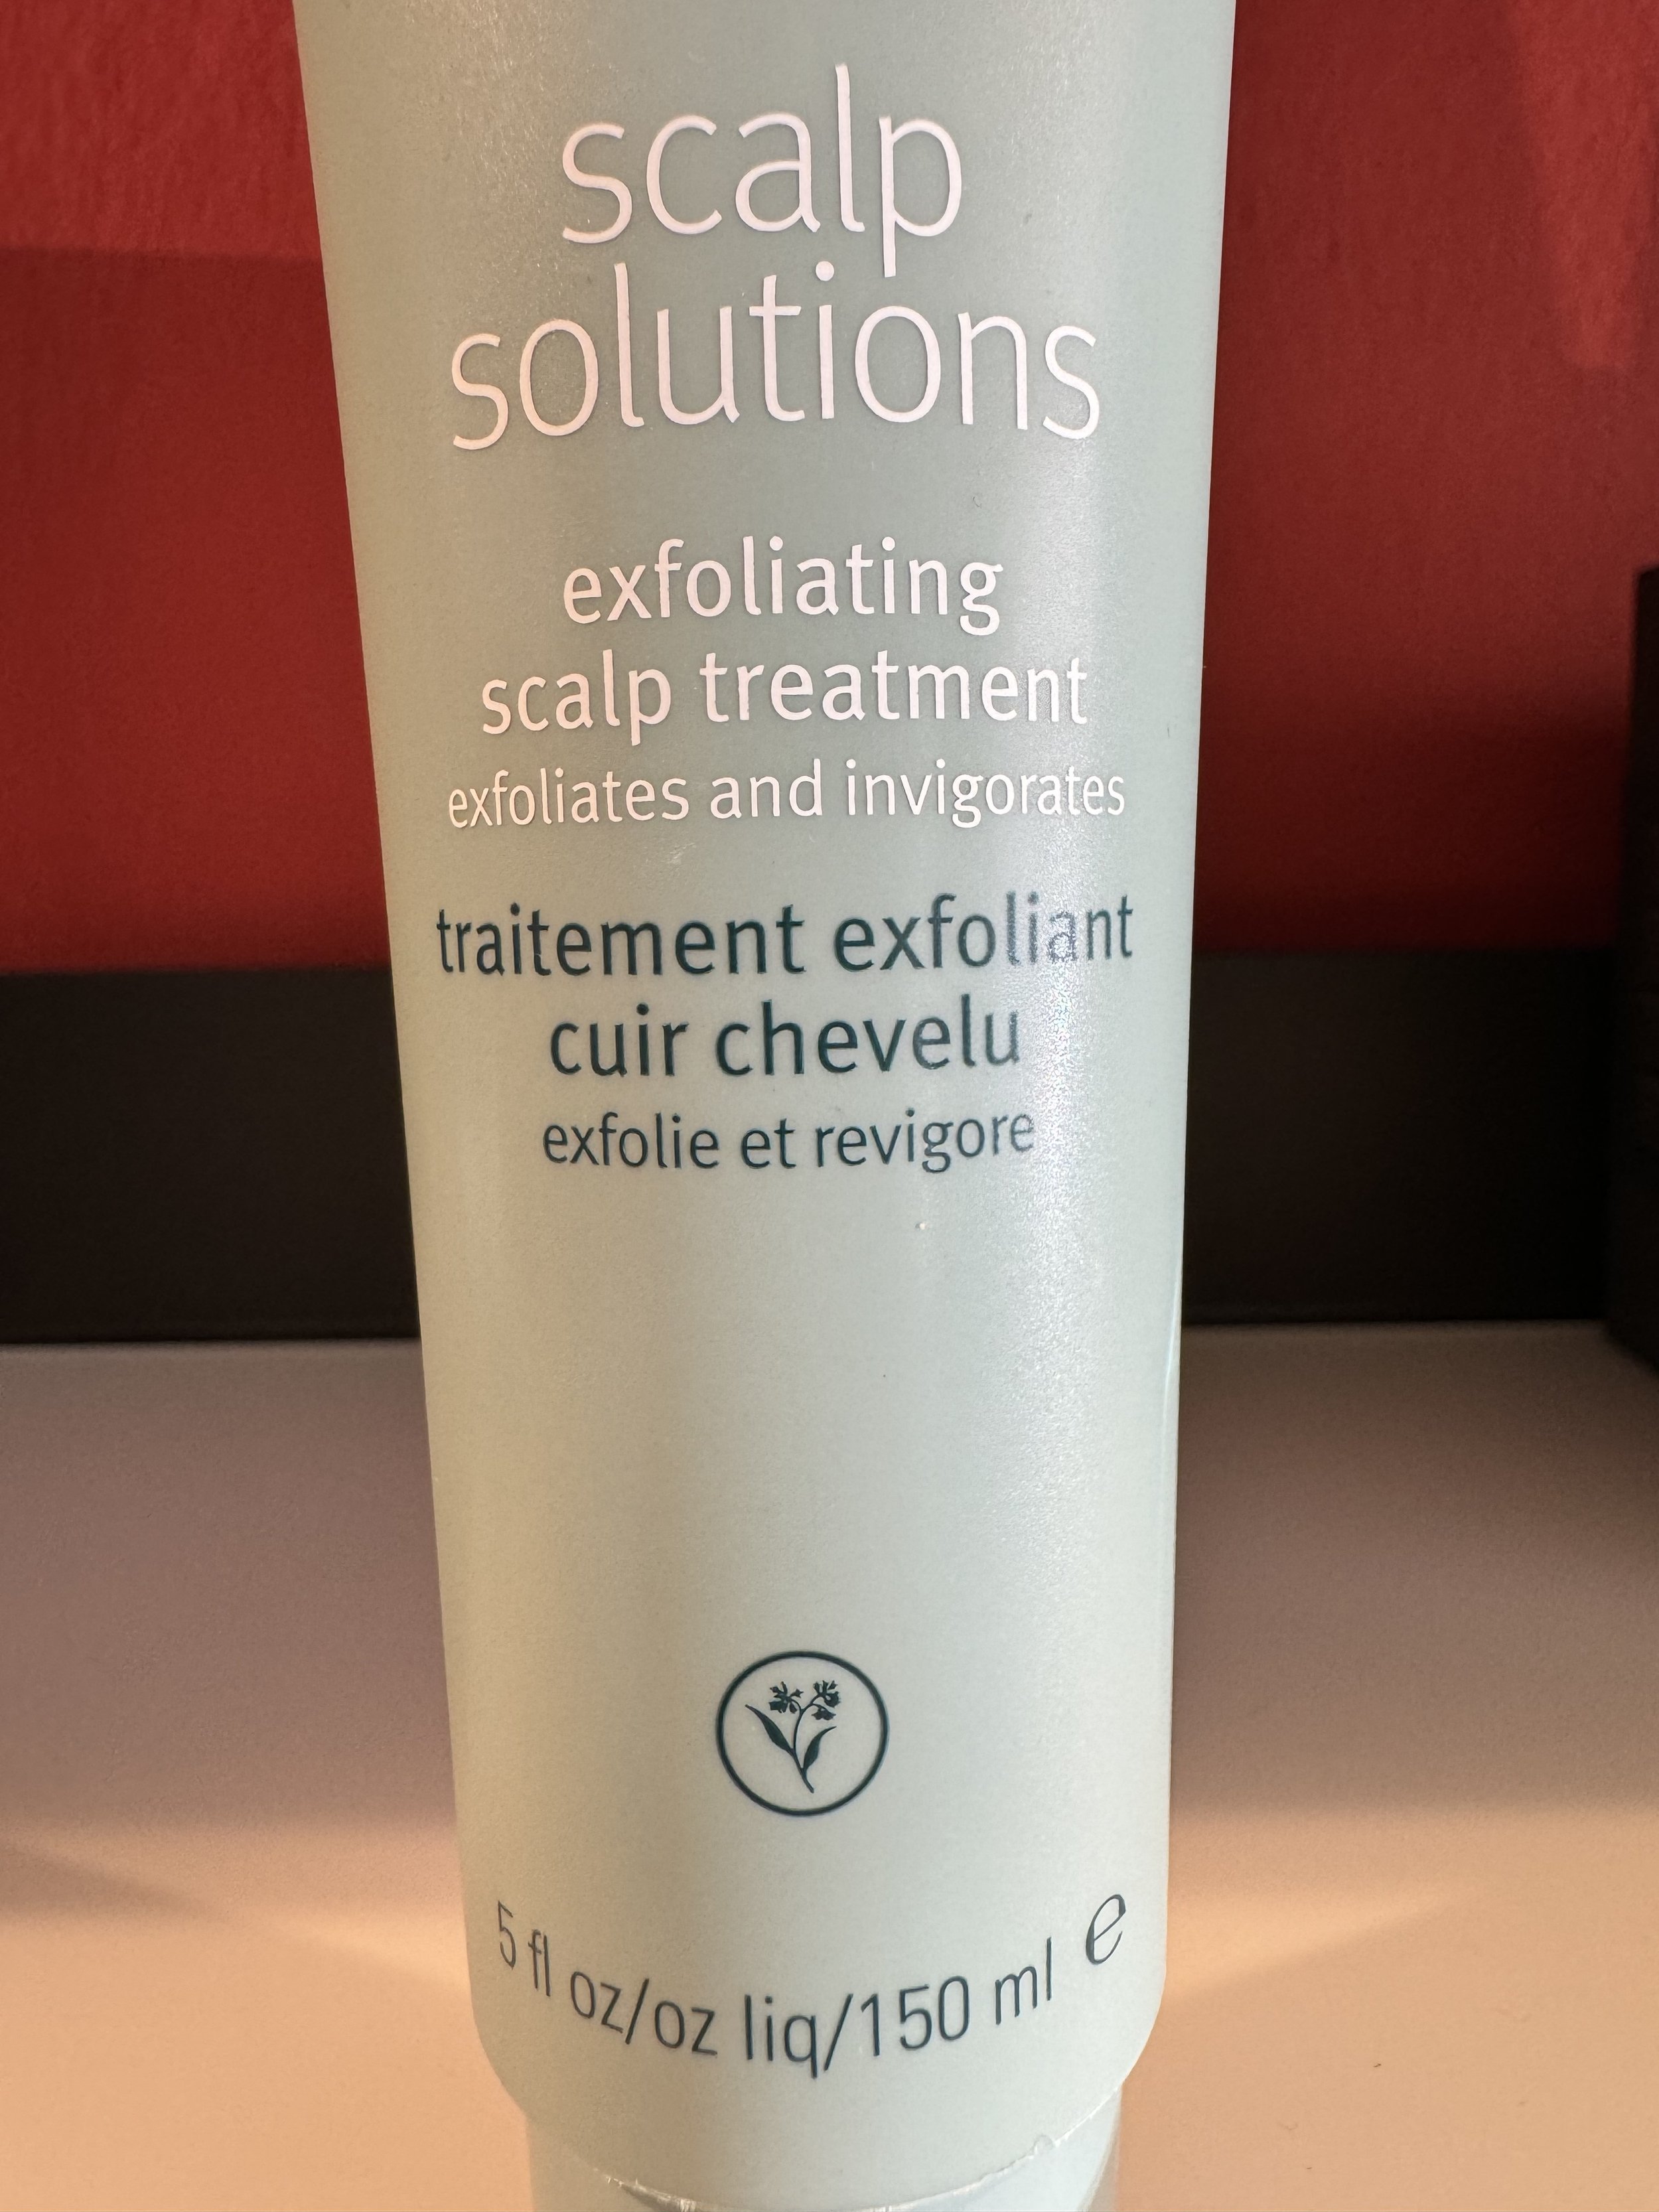 scalp
solutions
exfoliating
scalp treatment
exfoliates and invigorates
traitement exfoliant
cuir chevelu
exfolie et revigore
5 fl oz/oz liq/150 ml e